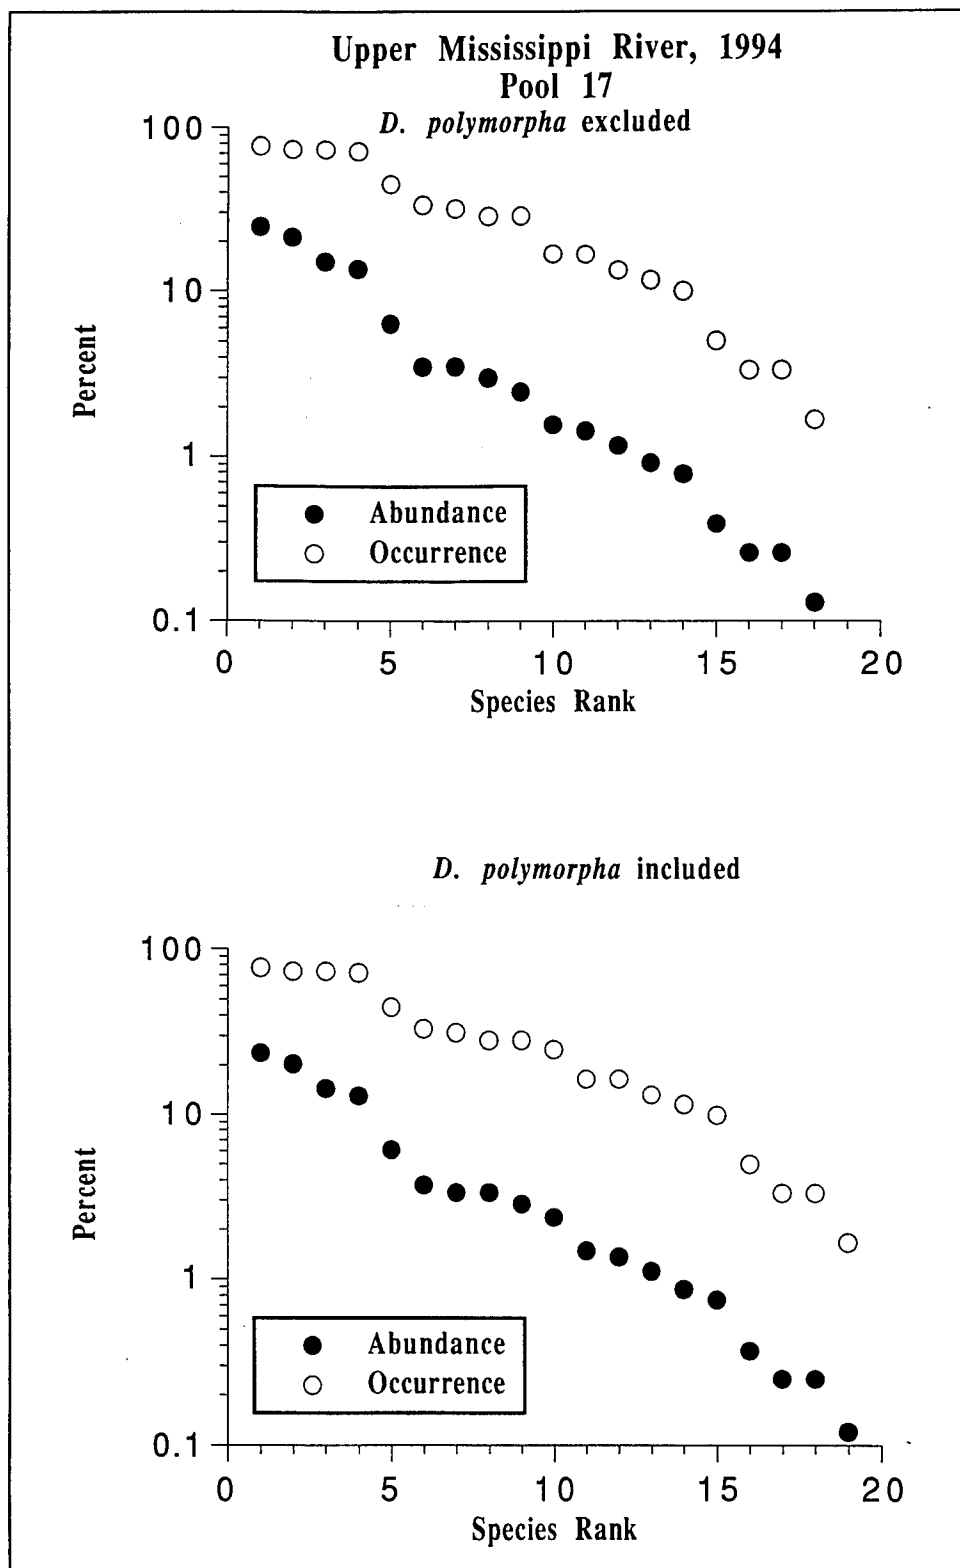 Upper Mississippi River, 1994
Pool 17
D. polymorpha excluded
100
10
1
0.1
Percent
Abundance
Occurrence
0 5 10 15 20
Species Rank
D. polymorpha included
100
10
1
0.1
Percent
Abundance
Occurrence
0 5 10 15 20
Species Rank